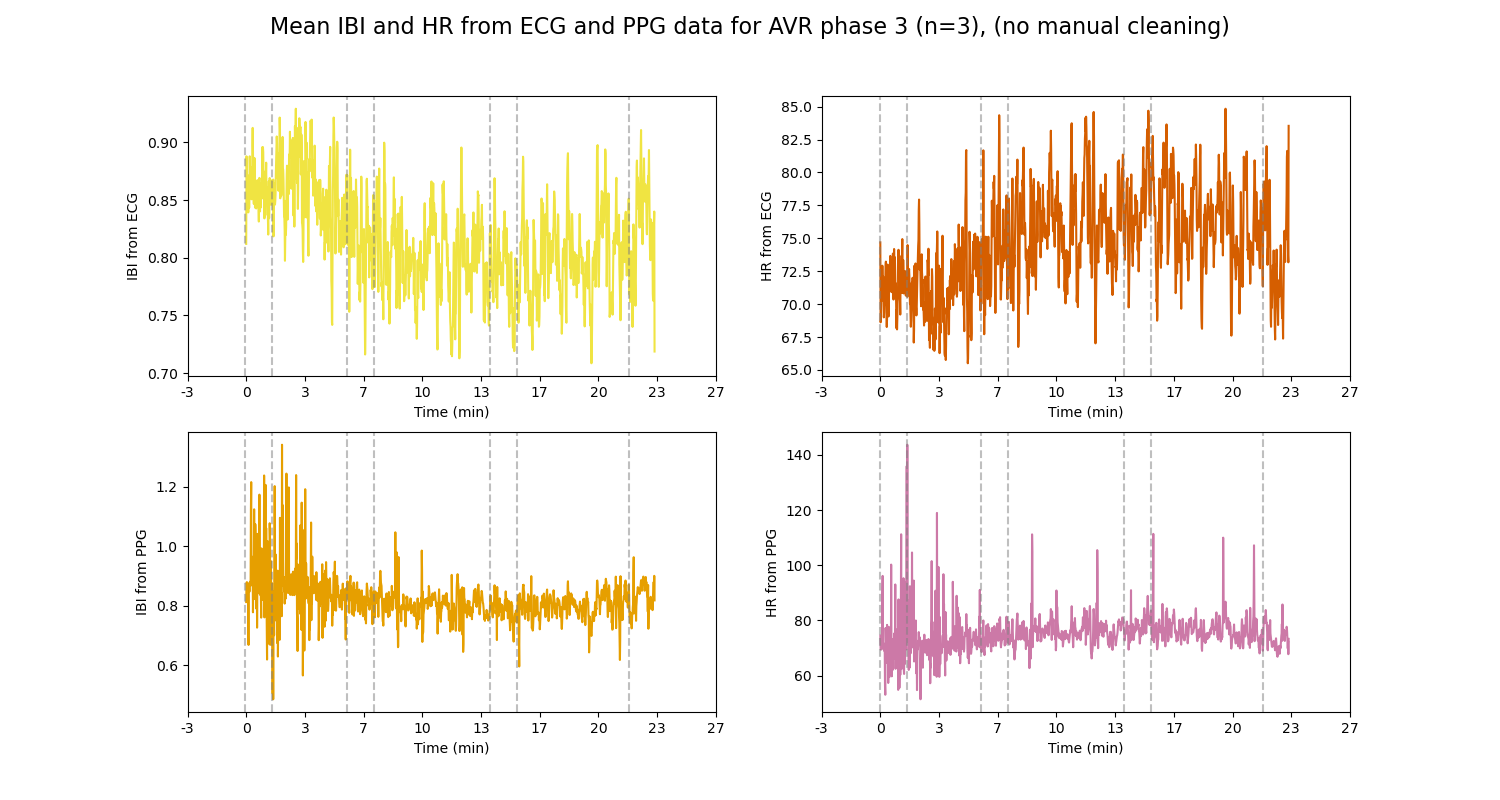 Mean IBI and HR from ECG and PPG data for AVR phase 3 (n=3), (no manual cleaning)
IBI from ECG
0.90
0.85
0.80
0.75
0.70
-3 0 3 7 10 13 17 20 23 27
Time (min)
HR from ECG
85.0
82.5
80.0
77.5
75.0
72.5
70.0
67.5
65.0
-3 0 3 7 10 13 17 20 23 27
Time (min)
IBI from PPG
1.2
1.0
0.8
0.6
-3 0 3 7 10 13 17 20 23 27
Time (min)
HR from PPG
140
120
100
80
60
-3 0 3 7 10 13 17 20 23 27
Time (min)